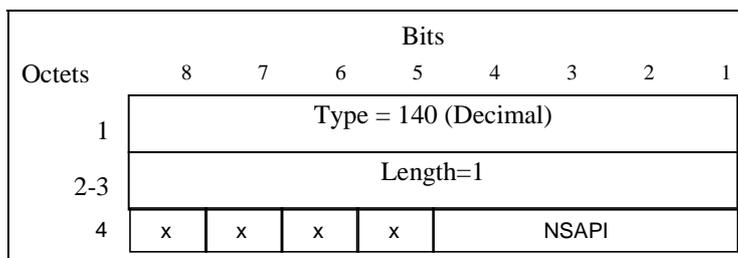 Bits
Octets 8 7 6 5 4 3 2 1
1 Type = 140 (Decimal)
2-3 Length=1
4 x x x x NSAPI